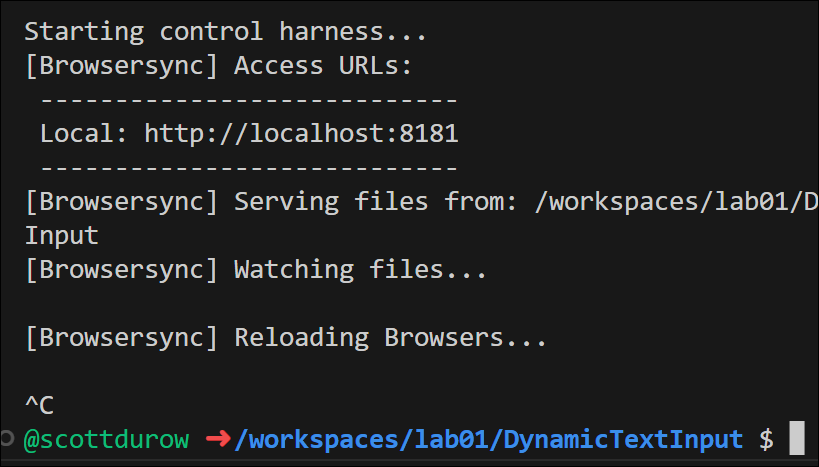 Starting control harness...
[Browsersync] Access URLs:
----------------------------
Local: http://localhost:8181
----------------------------
[Browsersync] Serving files from: /workspaces/lab01/D
Input
[Browsersync] Watching files...
[Browsersync] Reloading Browsers...
^C
@scottdurow ➜/workspaces/lab01/DynamicTextInput $